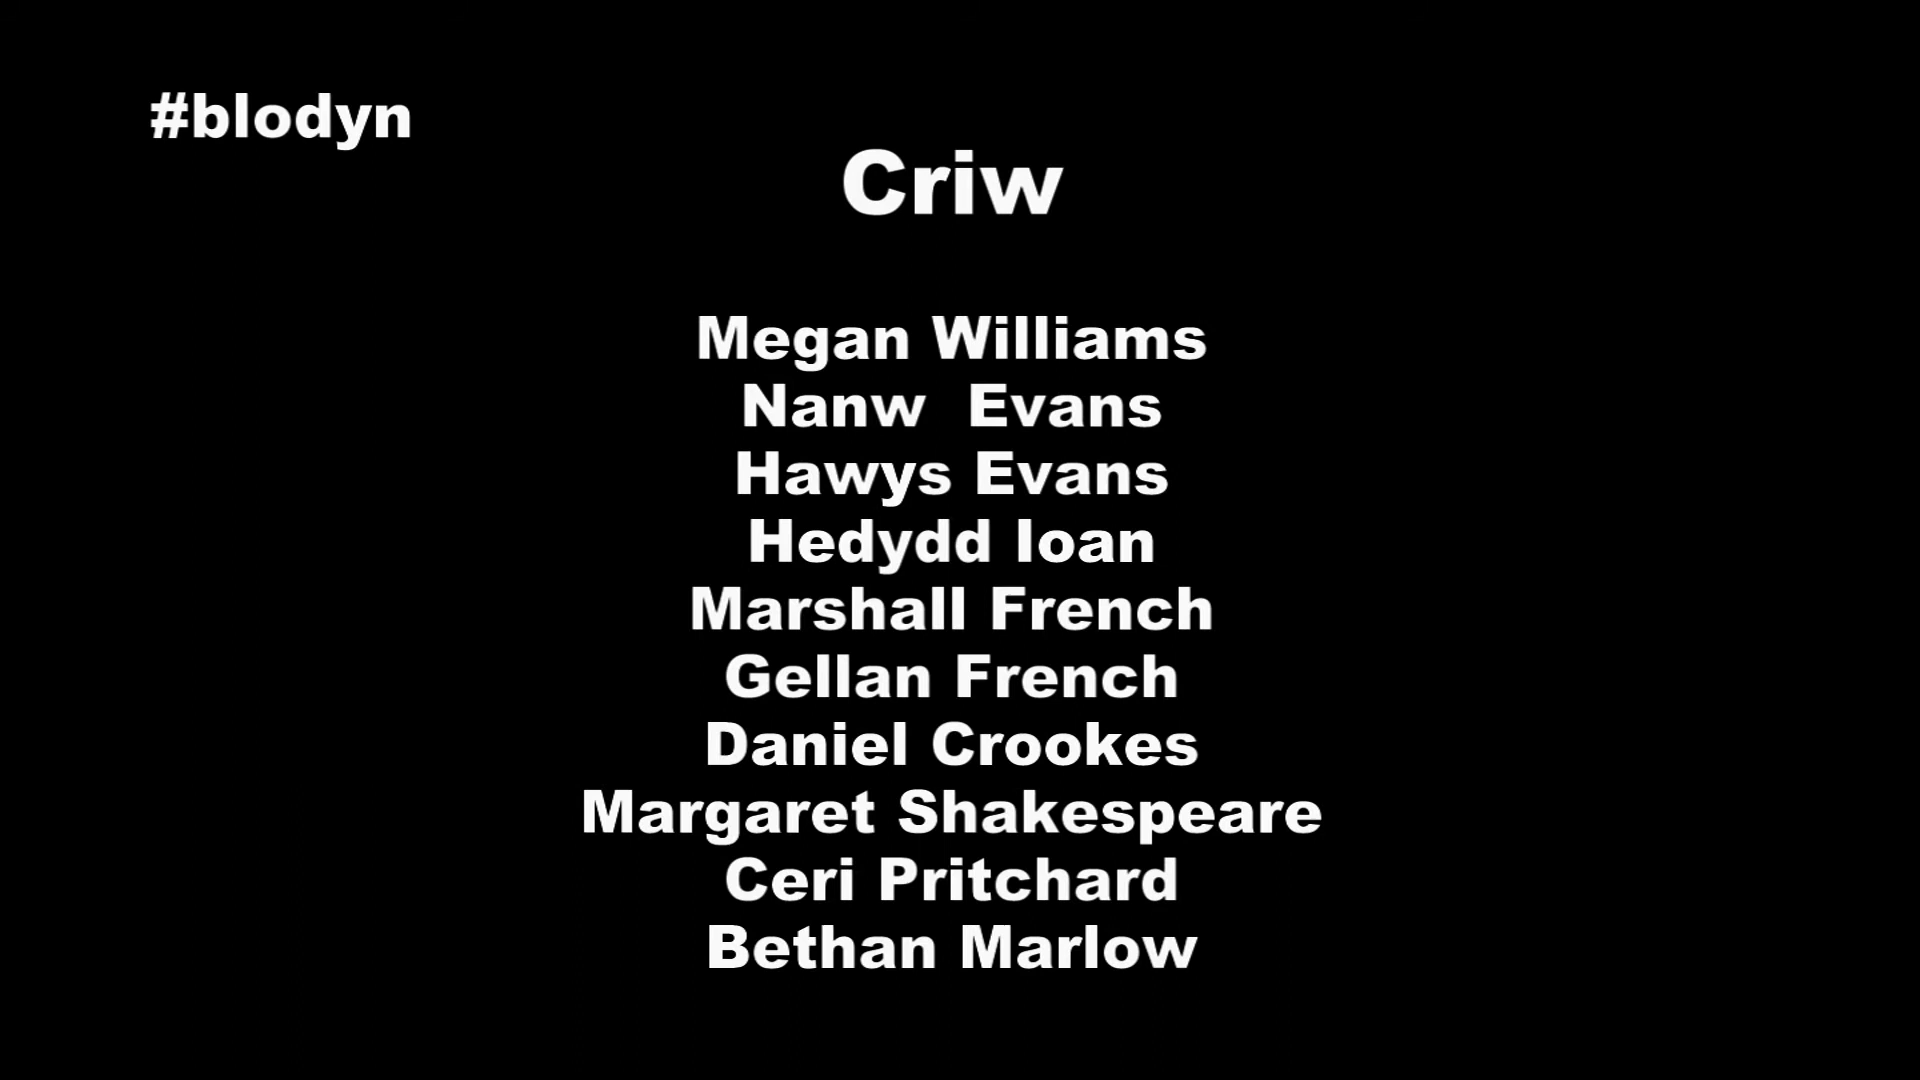 #blodyn
Criw
Megan Williams
Nanw  Evans
Hawys Evans
Hedydd Ioan
Marshall French
Gellan French
Daniel Crookes
Margaret Shakespeare
Ceri Pritchard
Bethan Marlow